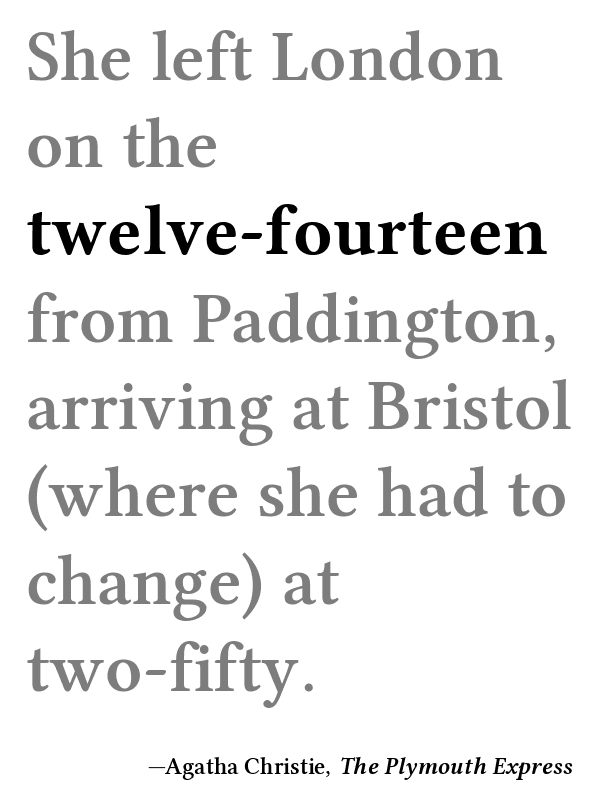 She left London
on the
twelve-fourteen
from Paddington,
arriving at Bristol
(where she had to
change) at
two-fifty.
—Agatha Christie, The Plymouth Express